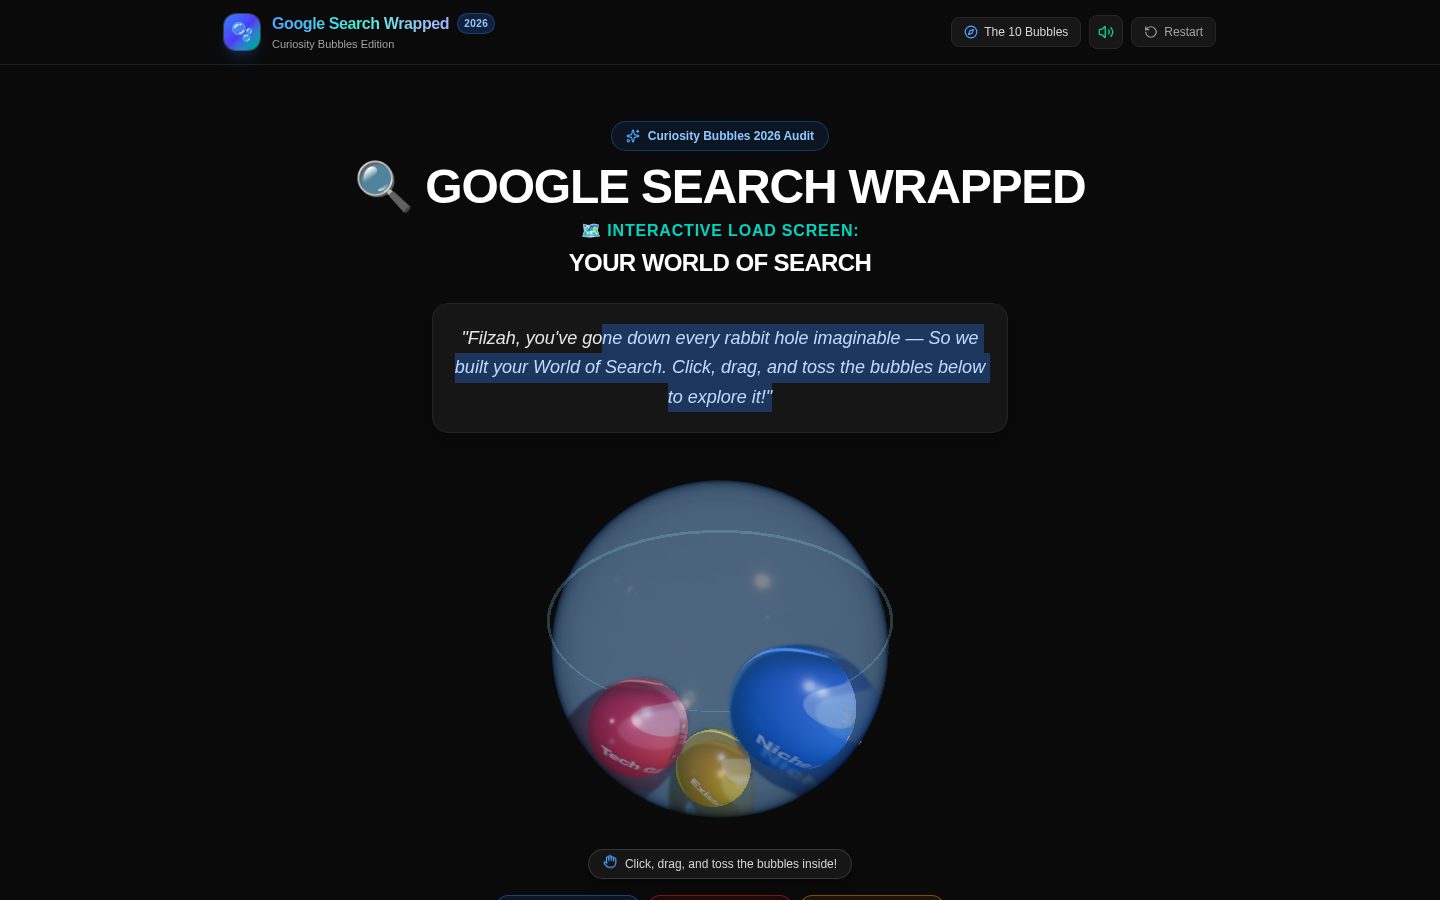 Google Search Wrapped 2026
Curiosity Bubbles Edition
The 10 Bubbles
Restart
Curiosity Bubbles 2026 Audit
GOOGLE SEARCH WRAPPED
INTERACTIVE LOAD SCREEN:
YOUR WORLD OF SEARCH
"Filzah, you've gone down every rabbit hole imaginable — So we
built your World of Search. Click, drag, and toss the bubbles below
to explore it!"
Tech
Niche
Click, drag, and toss the bubbles inside!